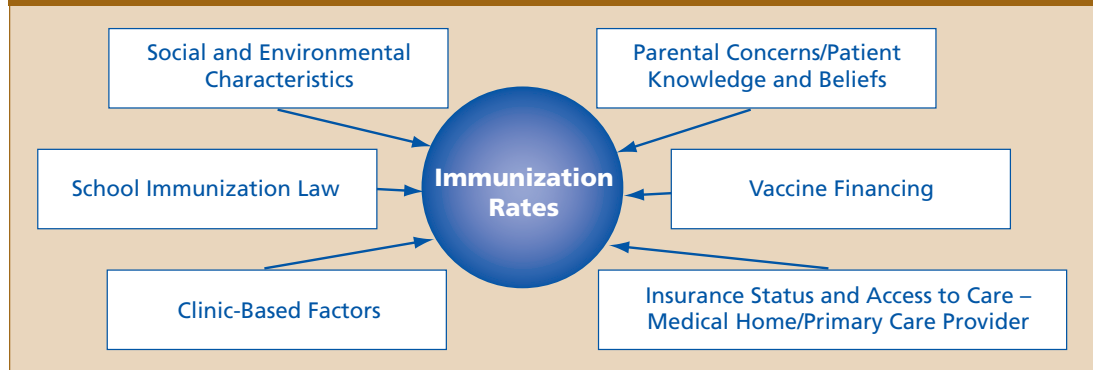 Social and Environmental
Characteristics
Parental Concerns/Patient
Knowledge and Beliefs
School Immunization Law
Immunization
Rates
Vaccine Financing
Clinic-Based Factors
Insurance Status and Access to Care –
Medical Home/Primary Care Provider